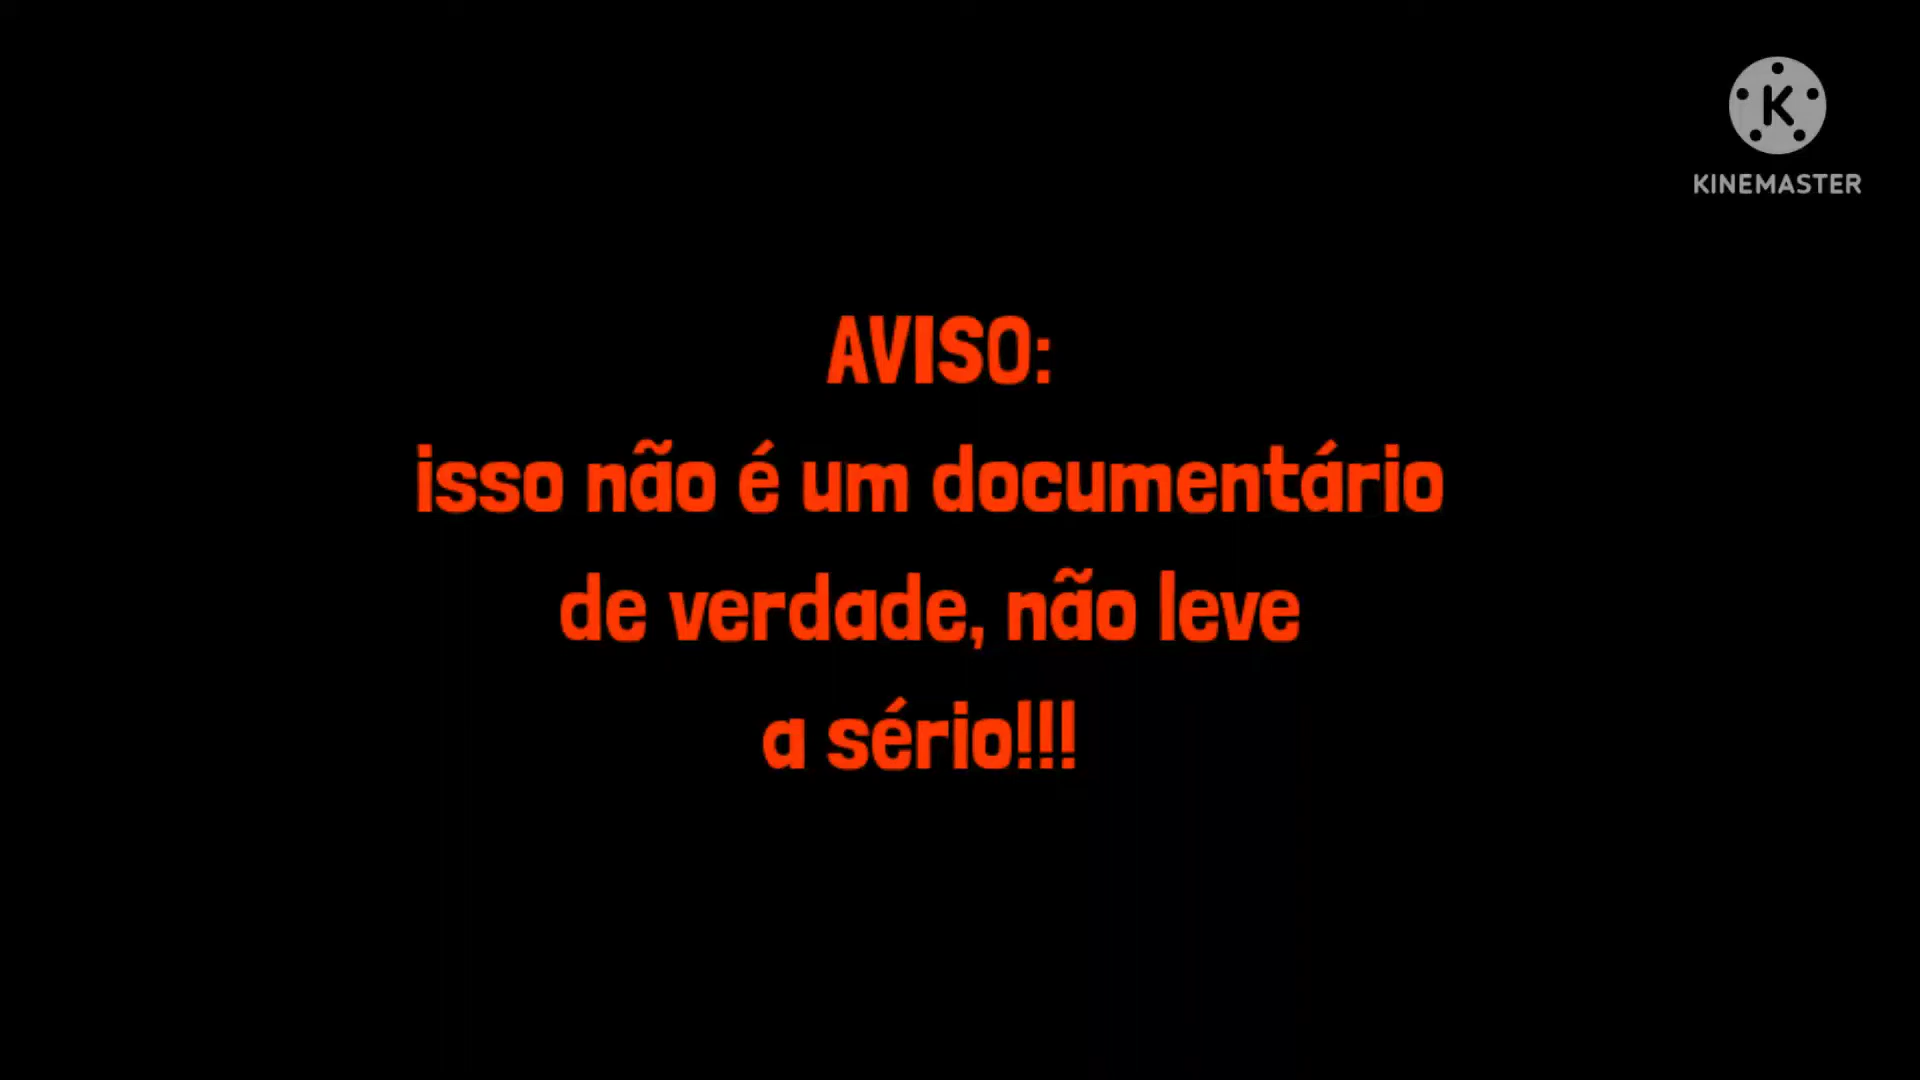 KINEMASTER
AVISO:
isso não é um documentário
de verdade, não leve
a sério!!!